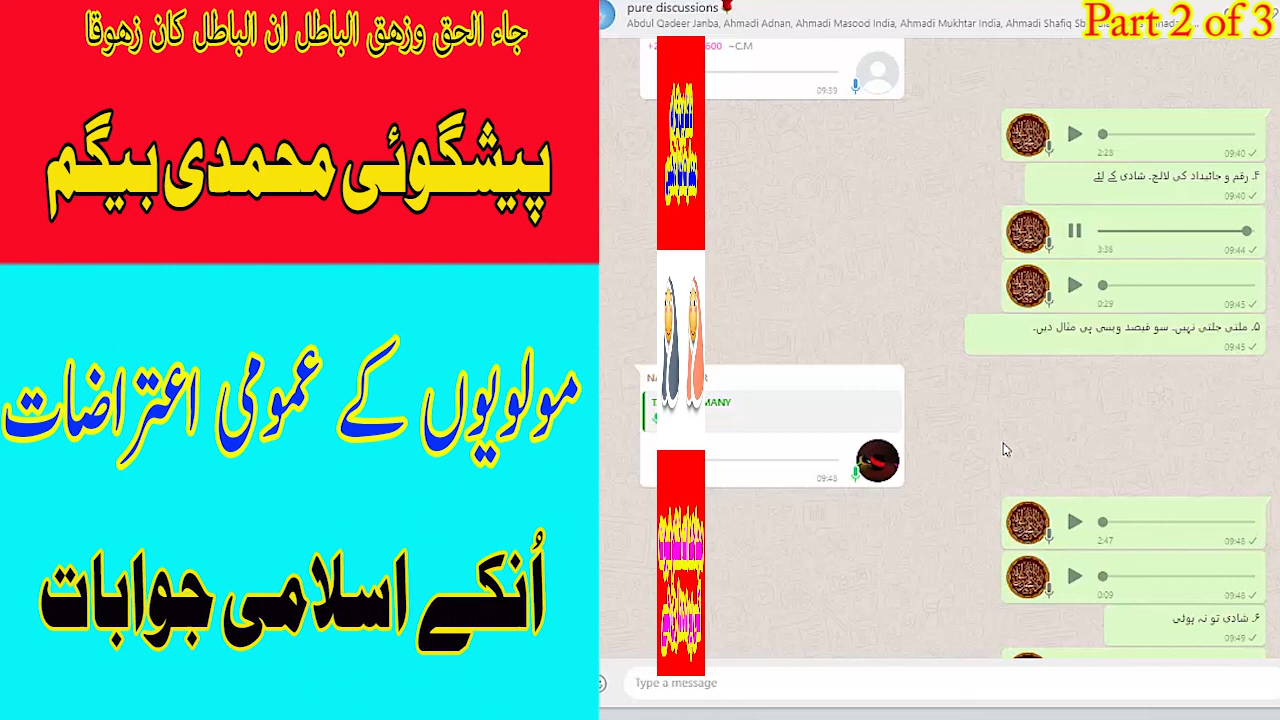 جاء الحق وزهق الباطل ان الباطل کان زھوقا
پیشگوئی محمدی بیگم
مولویوں کے عمومی اعتراضات
اُنکے اسلامی جوابات
pure discussions
Part 2 of 3
Abdul Qadeer Janba, Ahmadi Adnan, Ahmadi Masood India, Ahmadi Mukhtar India, Ahmadi Shafiq
600 ~C.M
09:39
2:28 09:40
۴. رقم و جائیداد کی لالچ۔ شادی کے لئے
09:40
3:38 09:44
0:29 09:45
۵. ملتی جلتی نہیں۔ سو فیصد ویسی ہی مثال دیں۔
09:45
MANY
09:48
2:47 09:48
0:09 09:48
۶. شادی تو نہ ہوئی
09:49
Type a message